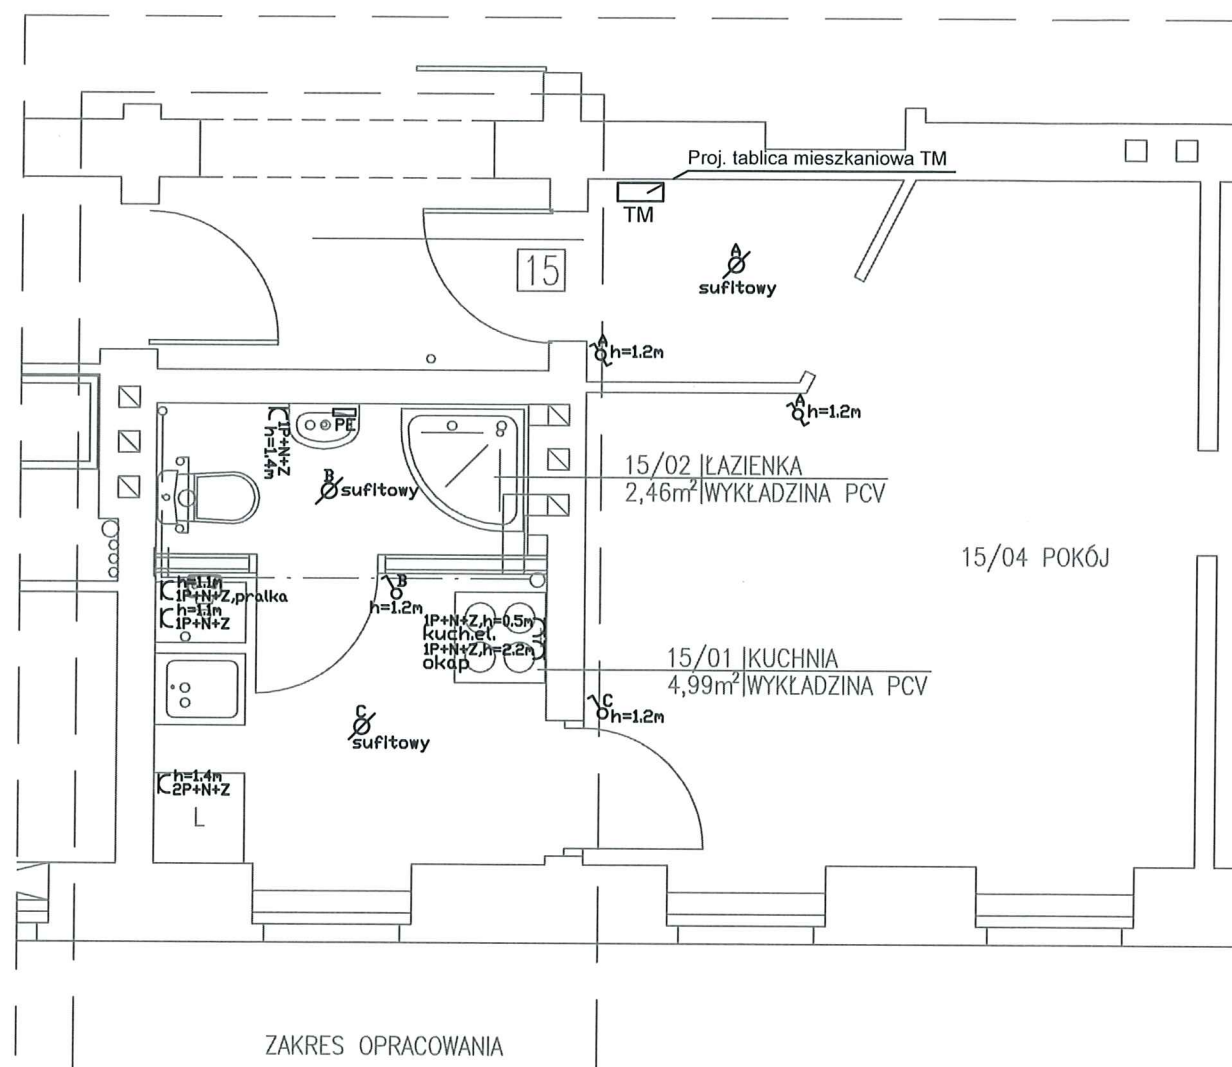 Proj. tablica mieszkaniowa TM
TM
15
A
sufitowy
A
h=1.2m
A
h=1.2m
1P+N+Z
h=1.4m
PE
B
sufitowy
15/02 ŁAZIENKA
2,46m² WYKŁADZINA PCV
15/04 POKÓJ
h=1.1m
1P+N+Z,pralka
h=1.1m
1P+N+Z
B
h=1.2m
1P+N+Z,h=0.5m
kuch.el.
1P+N+Z,h=2.2m
okap
15/01 KUCHNIA
4,99m² WYKŁADZINA PCV
C
h=1.2m
C
sufitowy
h=1.4m
2P+N+Z
L
ZAKRES OPRACOWANIA